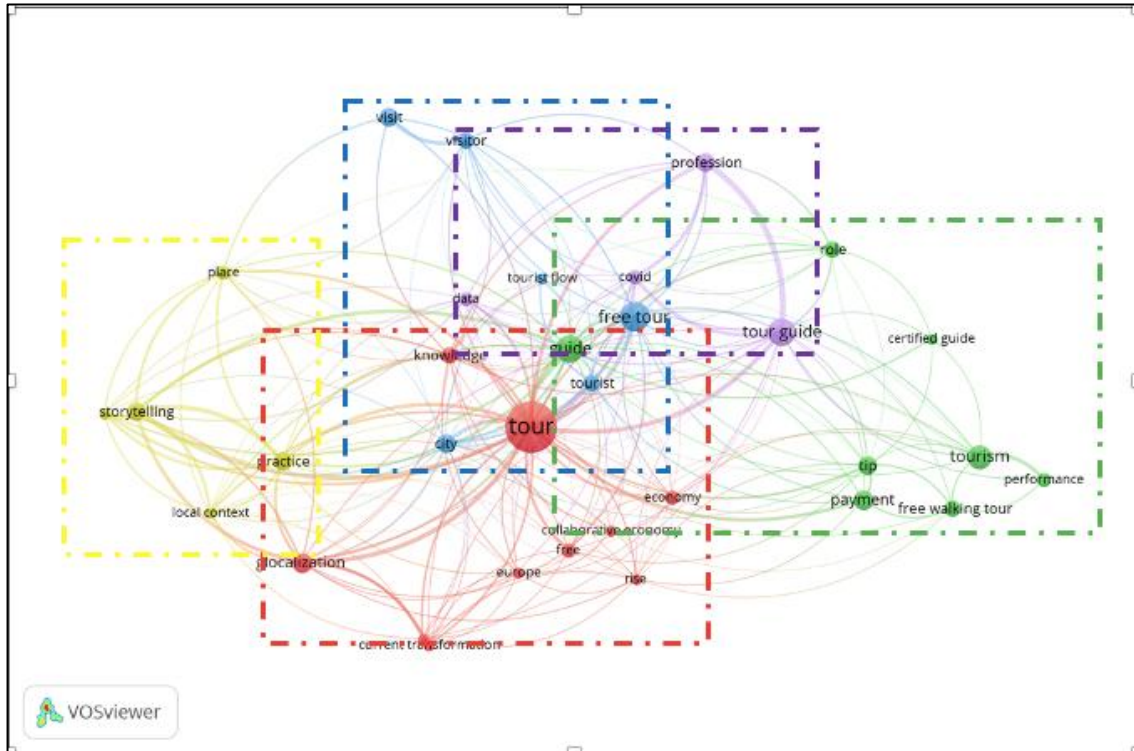 visit
visitor
profession
role
place
tourist flow
covid
data
free tour
tour guide
certified guide
guide
knowledge
tourist
storytelling
tour
city
practice
tourism
tip
performance
economy
payment
free walking tour
local context
collaborative economy
free
glocalization
europe
rise
current transformation
VOSviewer